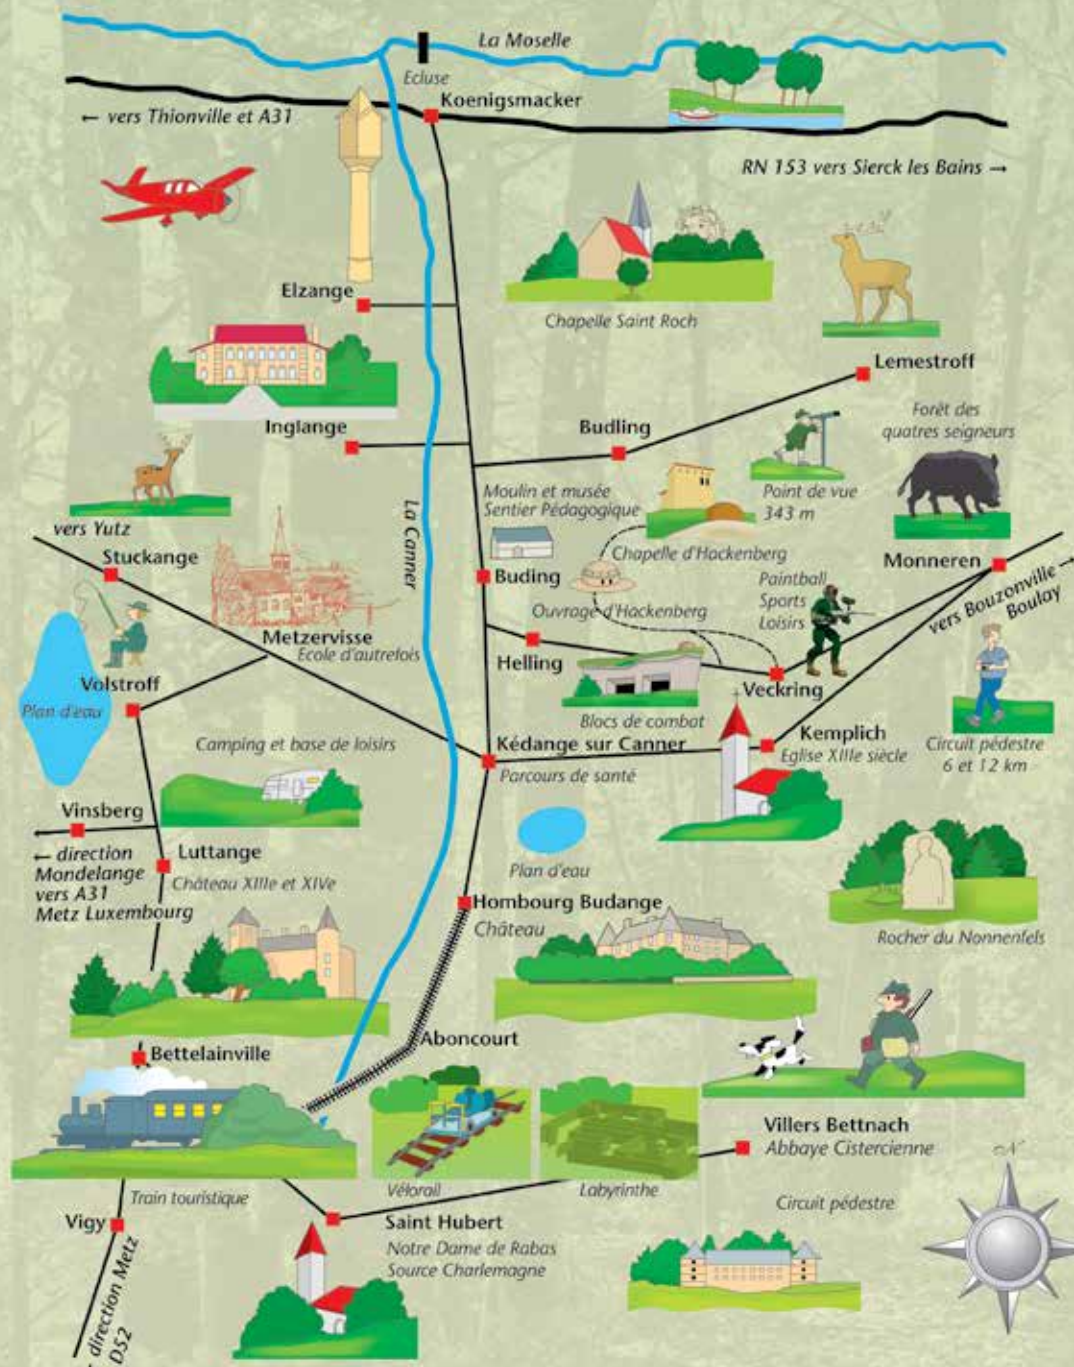 La Moselle
Ecluse
Koenigsmacker
← vers Thionville et A31
RN 153 vers Sierck les Bains →
Elzange
Chapelle Saint Roch
Lemestroff
Inglange
Budling
Forêt des
quatres seigneurs
Moulin et musée
Sentier Pédagogique
Point de vue
343 m
vers Yutz
La Canner
Stuckange
Chapelle d'Hackenberg
Monneren
Buding
Paintball
Sports
Loisirs
vers Bouzonville →
Boulay
Ouvrage d'Hackenberg
Metzervisse
Ecole d'autrefois
Helling
Volstroff
Plan d'eau
Veckring
Blocs de combat
Camping et base de loisirs
Kédange sur Canner
Parcours de santé
Kemplich
Eglise XIIIe siècle
Circuit pédestre
6 et 12 km
Vinsberg
← direction
Mondelange
vers A31
Metz Luxembourg
Luttange
Château XIIIe et XIVe
Plan d'eau
Hombourg Budange
Château
Rocher du Nonnenfels
Aboncourt
Bettelainville
Villers Bettnach
Abbaye Cistercienne
N
Train touristique
Vélorail
Labyrinthe
Circuit pédestre
Vigy
Saint Hubert
Notre Dame de Rabas
Source Charlemagne
← direction Metz
D52